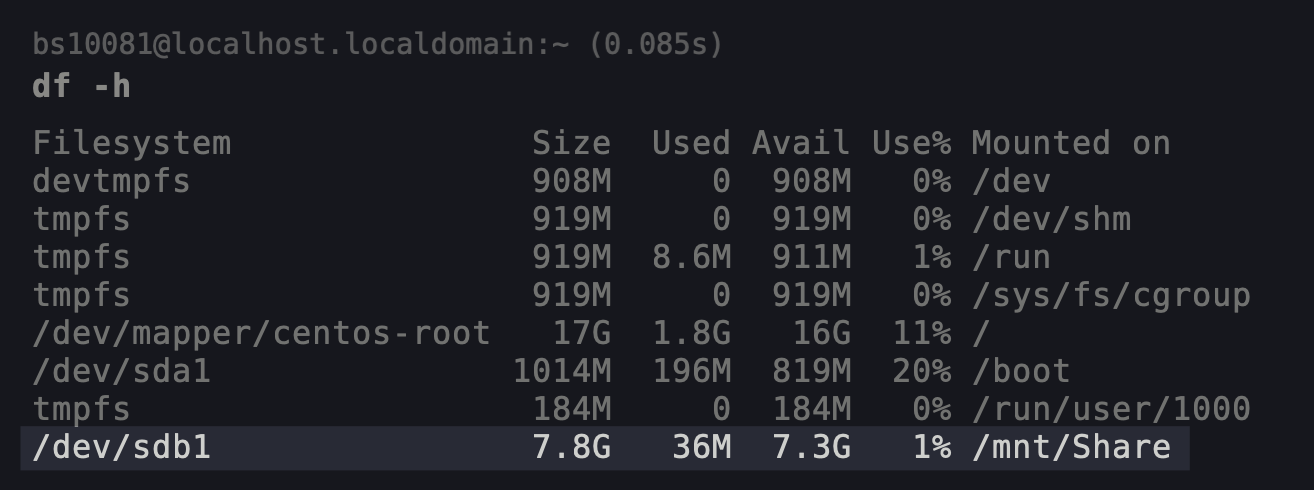 bs10081@localhost.localdomain:~ (0.085s)
df -h
Filesystem               Size  Used Avail Use% Mounted on
devtmpfs                 908M     0  908M   0% /dev
tmpfs                    919M     0  919M   0% /dev/shm
tmpfs                    919M  8.6M  911M   1% /run
tmpfs                    919M     0  919M   0% /sys/fs/cgroup
/dev/mapper/centos-root   17G  1.8G   16G  11% /
/dev/sda1               1014M  196M  819M  20% /boot
tmpfs                    184M     0  184M   0% /run/user/1000
/dev/sdb1                7.8G   36M  7.3G   1% /mnt/Share